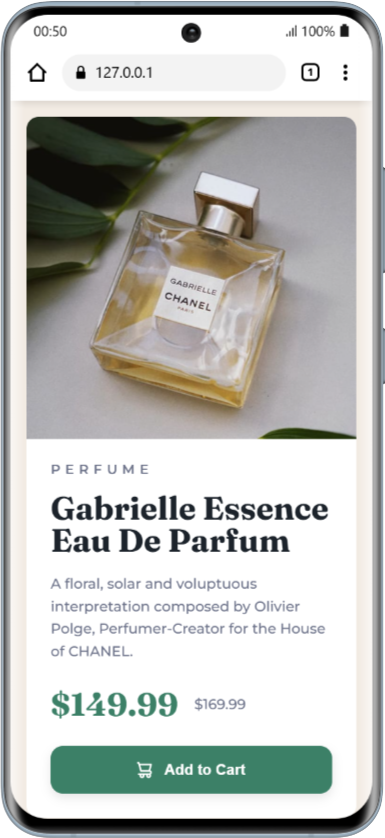 00:50
100%
127.0.0.1
1
GABRIELLE
CHANEL
PARIS
PERFUME
Gabrielle Essence
Eau De Parfum
A floral, solar and voluptuous
interpretation composed by Olivier
Polge, Perfumer-Creator for the House
of CHANEL.
$149.99 $169.99
Add to Cart